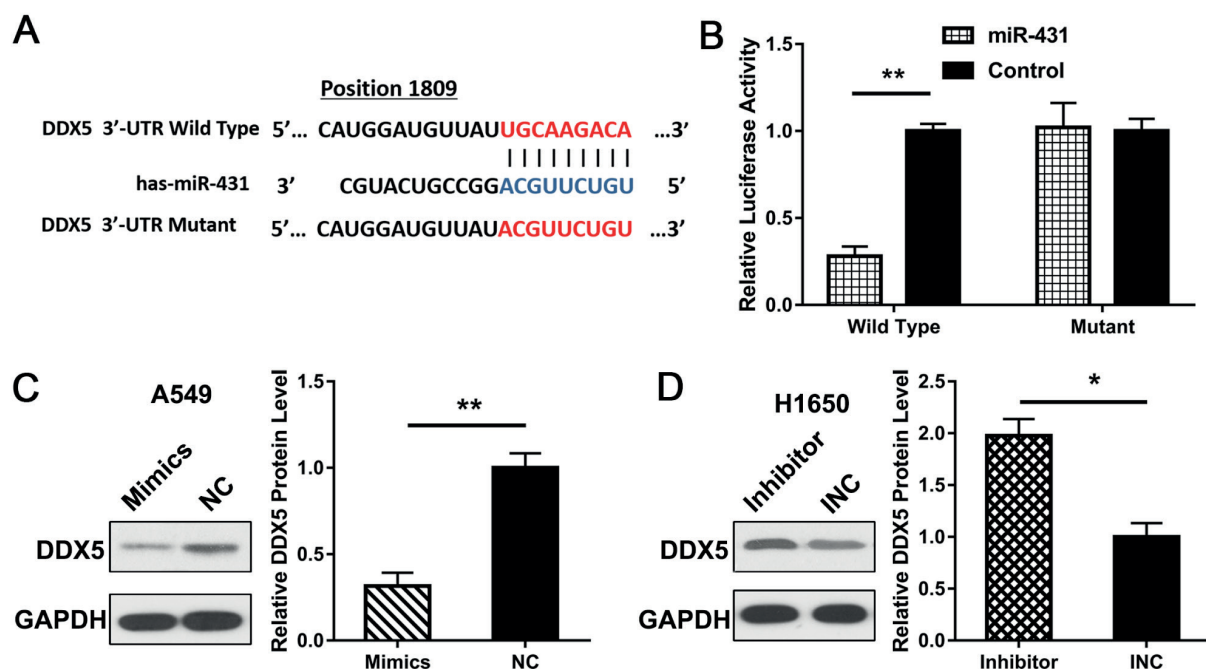 A
Position 1809
DDX5 3’-UTR Wild Type 5’… CAUGGAUGUUAUUGCAAGACA …3’
has-miR-431 3’ CGUACUGCCGGACGUUCUGU 5’
DDX5 3’-UTR Mutant 5’… CAUGGAUGUUAUACGUUCUGU …3’
B
miR-431
Control
**
Relative Luciferase Activity
1.5
1.0
0.5
0.0
Wild Type Mutant
C
A549
Mimics NC
DDX5
GAPDH
**
Relative DDX5 Protein Level
1.5
1.0
0.5
0.0
Mimics NC
D
H1650
Inhibitor INC
DDX5
GAPDH
*
Relative DDX5 Protein Level
2.5
2.0
1.5
1.0
0.5
0.0
Inhibitor INC